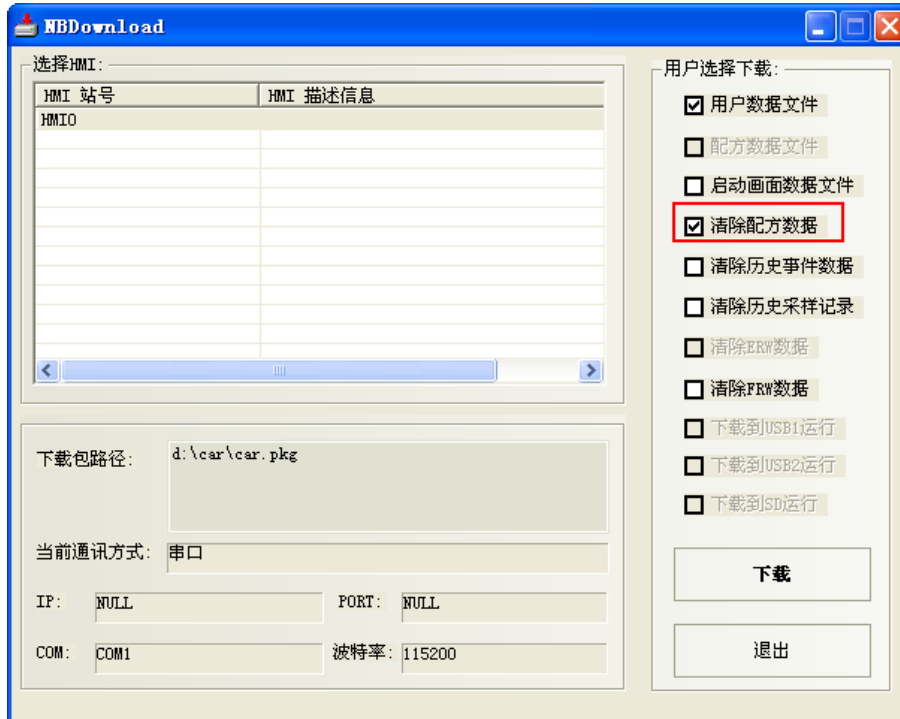 NBDownload
选择HMI:
HMI 站号 HMI 描述信息
HMI0
用户选择下载:
用户数据文件
配方数据文件
启动画面数据文件
清除配方数据
清除历史事件数据
清除历史采样记录
清除ERW数据
清除FRW数据
下载到USB1运行
下载到USB2运行
下载到SD运行
下载包路径: d:\car\car.pkg
当前通讯方式: 串口
IP: NULL PORT: NULL
COM: COM1 波特率: 115200
下载
退出